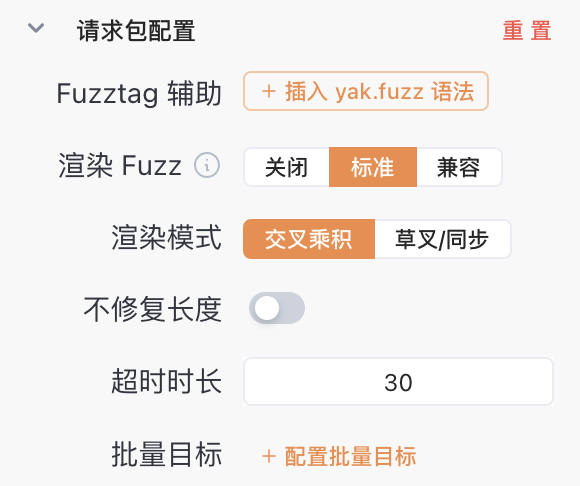 请求包配置 重置
Fuzztag 辅助 + 插入 yak.fuzz 语法
渲染 Fuzz 关闭 标准 兼容
渲染模式 交叉乘积 草叉/同步
不修复长度
超时时长 30
批量目标 + 配置批量目标